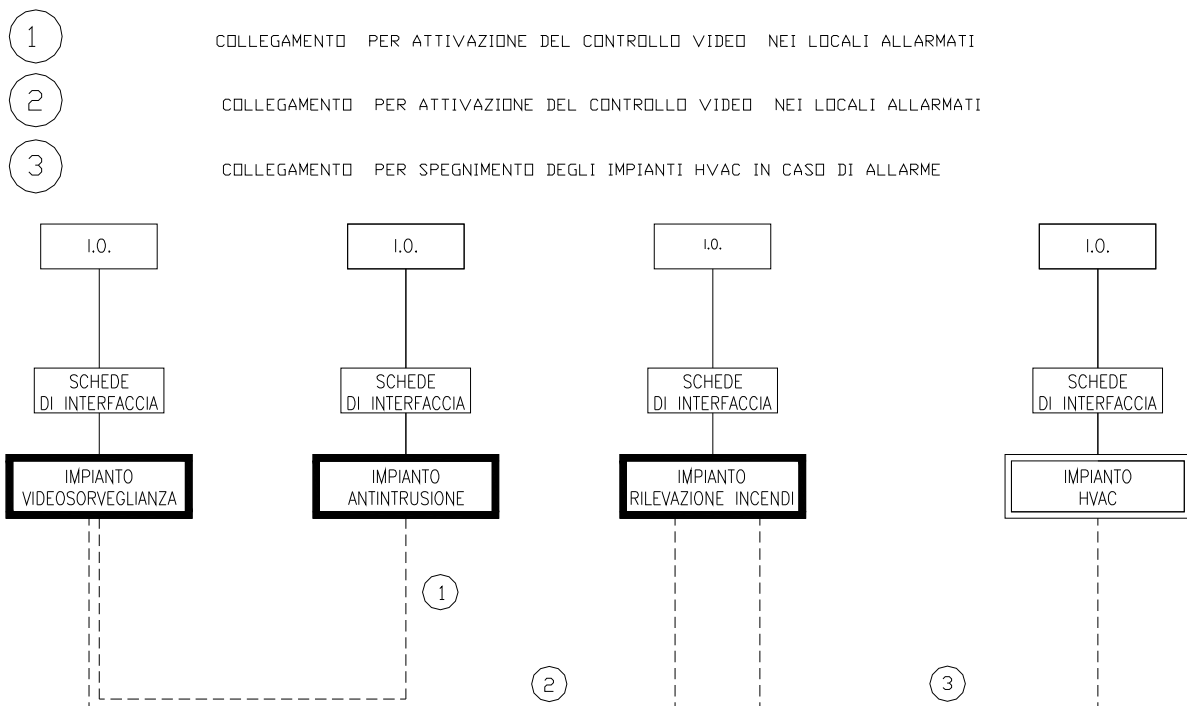 1 COLLEGAMENTO PER ATTIVAZIONE DEL CONTROLLO VIDEO NEI LOCALI ALLARMATI
2 COLLEGAMENTO PER ATTIVAZIONE DEL CONTROLLO VIDEO NEI LOCALI ALLARMATI
3 COLLEGAMENTO PER SPEGNIMENTO DEGLI IMPIANTI HVAC IN CASO DI ALLARME
I.O.
I.O.
I.O.
I.O.
SCHEDE
DI INTERFACCIA
SCHEDE
DI INTERFACCIA
SCHEDE
DI INTERFACCIA
SCHEDE
DI INTERFACCIA
IMPIANTO
VIDEOSORVEGLIANZA
IMPIANTO
ANTINTRUSIONE
IMPIANTO
RILEVAZIONE INCENDI
IMPIANTO
HVAC
1
2
3